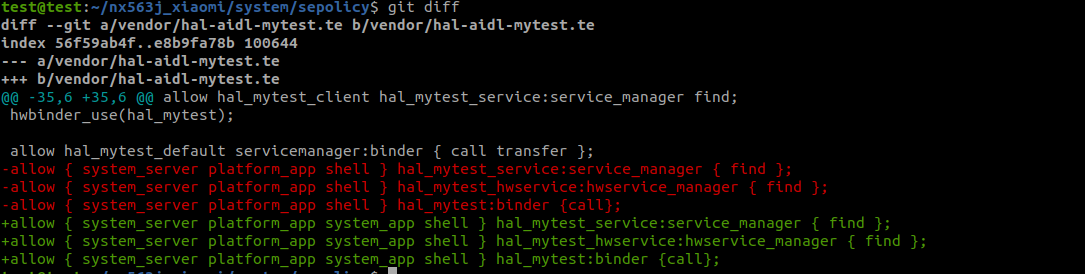 test@test:~/nx563j_xiaomi/system/sepolicy$ git diff
diff --git a/vendor/hal-aidl-mytest.te b/vendor/hal-aidl-mytest.te
index 56f59ab4f..e8b9fa78b 100644
--- a/vendor/hal-aidl-mytest.te
+++ b/vendor/hal-aidl-mytest.te
@@ -35,6 +35,6 @@ allow hal_mytest_client hal_mytest_service:service_manager find;
 hwbinder_use(hal_mytest);
 allow hal_mytest_default servicemanager:binder { call transfer };
-allow { system_server platform_app shell } hal_mytest_service:service_manager { find };
-allow { system_server platform_app shell } hal_mytest_hwservice:hwservice_manager { find };
-allow { system_server platform_app shell } hal_mytest:binder {call};
+allow { system_server platform_app system_app shell } hal_mytest_service:service_manager { find };
+allow { system_server platform_app system_app shell } hal_mytest_hwservice:hwservice_manager { find };
+allow { system_server platform_app system_app shell } hal_mytest:binder {call};